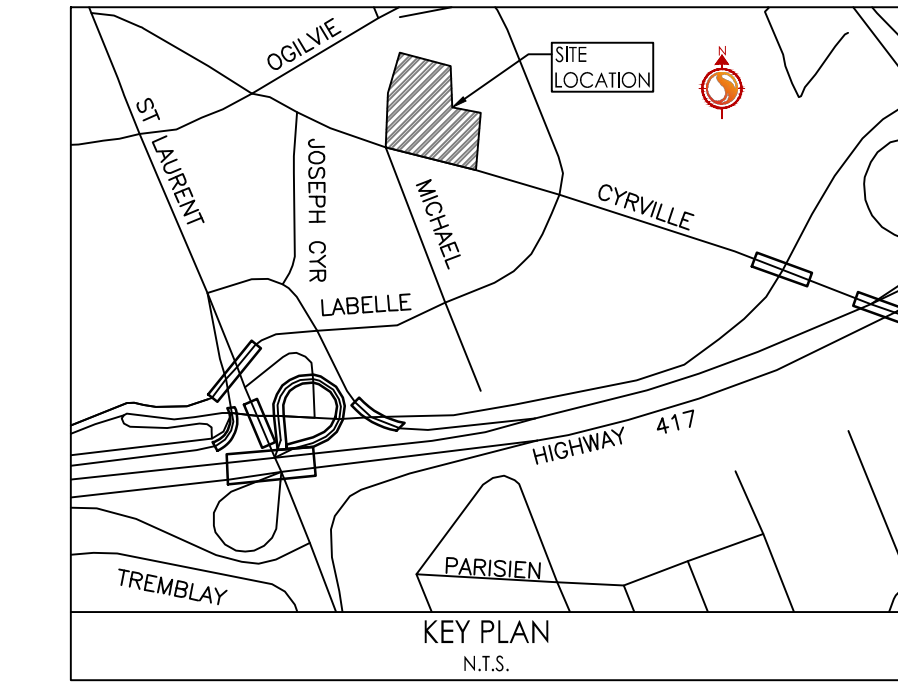 OGILVIE
SITE
LOCATION
N
ST LAURENT
JOSEPH CYR
MICHAEL
CYRVILLE
LABELLE
HIGHWAY 417
PARISIEN
TREMBLAY
KEY PLAN
N.T.S.